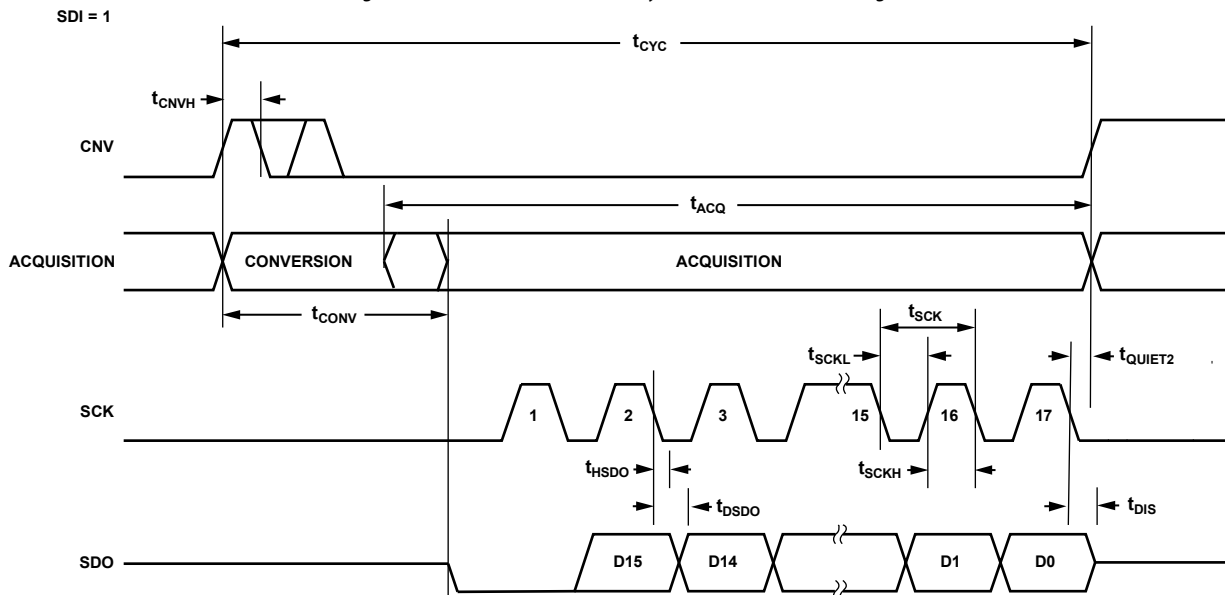 SDI = 1
tCYC
tCNVH
CNV
tACQ
ACQUISITION
CONVERSION
ACQUISITION
tCONV
tSCK
tSCKL
tQUIET2
SCK
1
2
3
15
16
17
tHSDO
tSCKH
tDSDO
tDIS
SDO
D15
D14
D1
D0